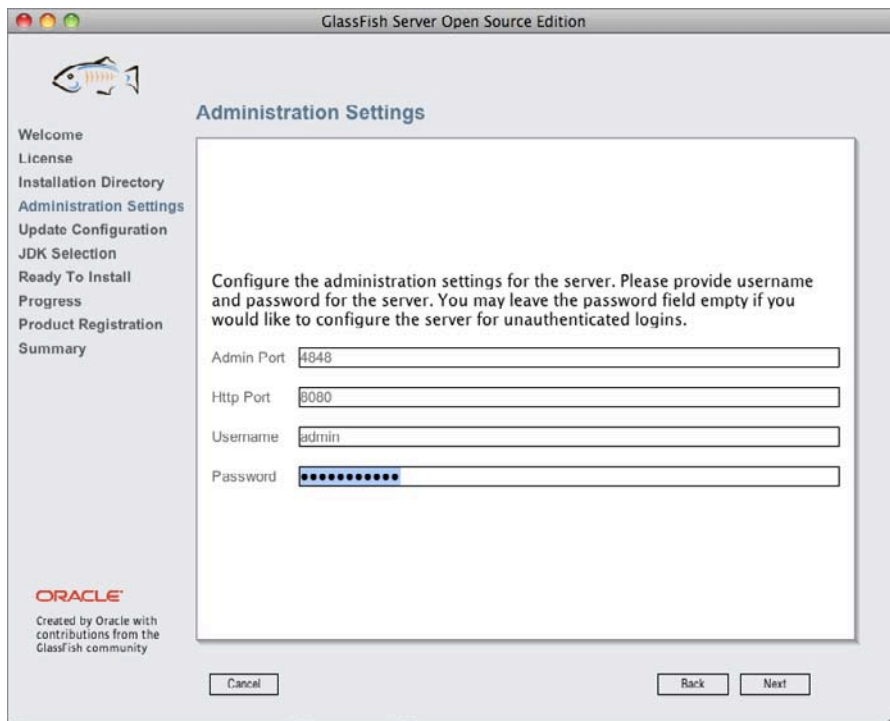 GlassFish Server Open Source Edition
Administration Settings
Welcome
License
Installation Directory
Administration Settings
Update Configuration
JDK Selection
Ready To Install
Progress
Product Registration
Summary
Configure the administration settings for the server. Please provide username
and password for the server. You may leave the password field empty if you
would like to configure the server for unauthenticated logins.
Admin Port 4848
Http Port 8080
Username admin
Password •••••••••••
ORACLE
Created by Oracle with
contributions from the
GlassFish community
Cancel
Back
Next